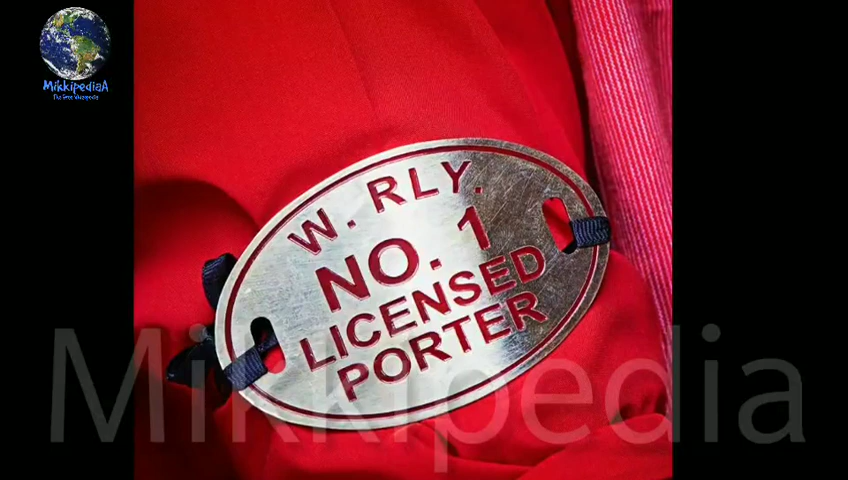 MikkipediaA
W. RLY.
NO. 1
LICENSED
PORTER
Mikkipedia